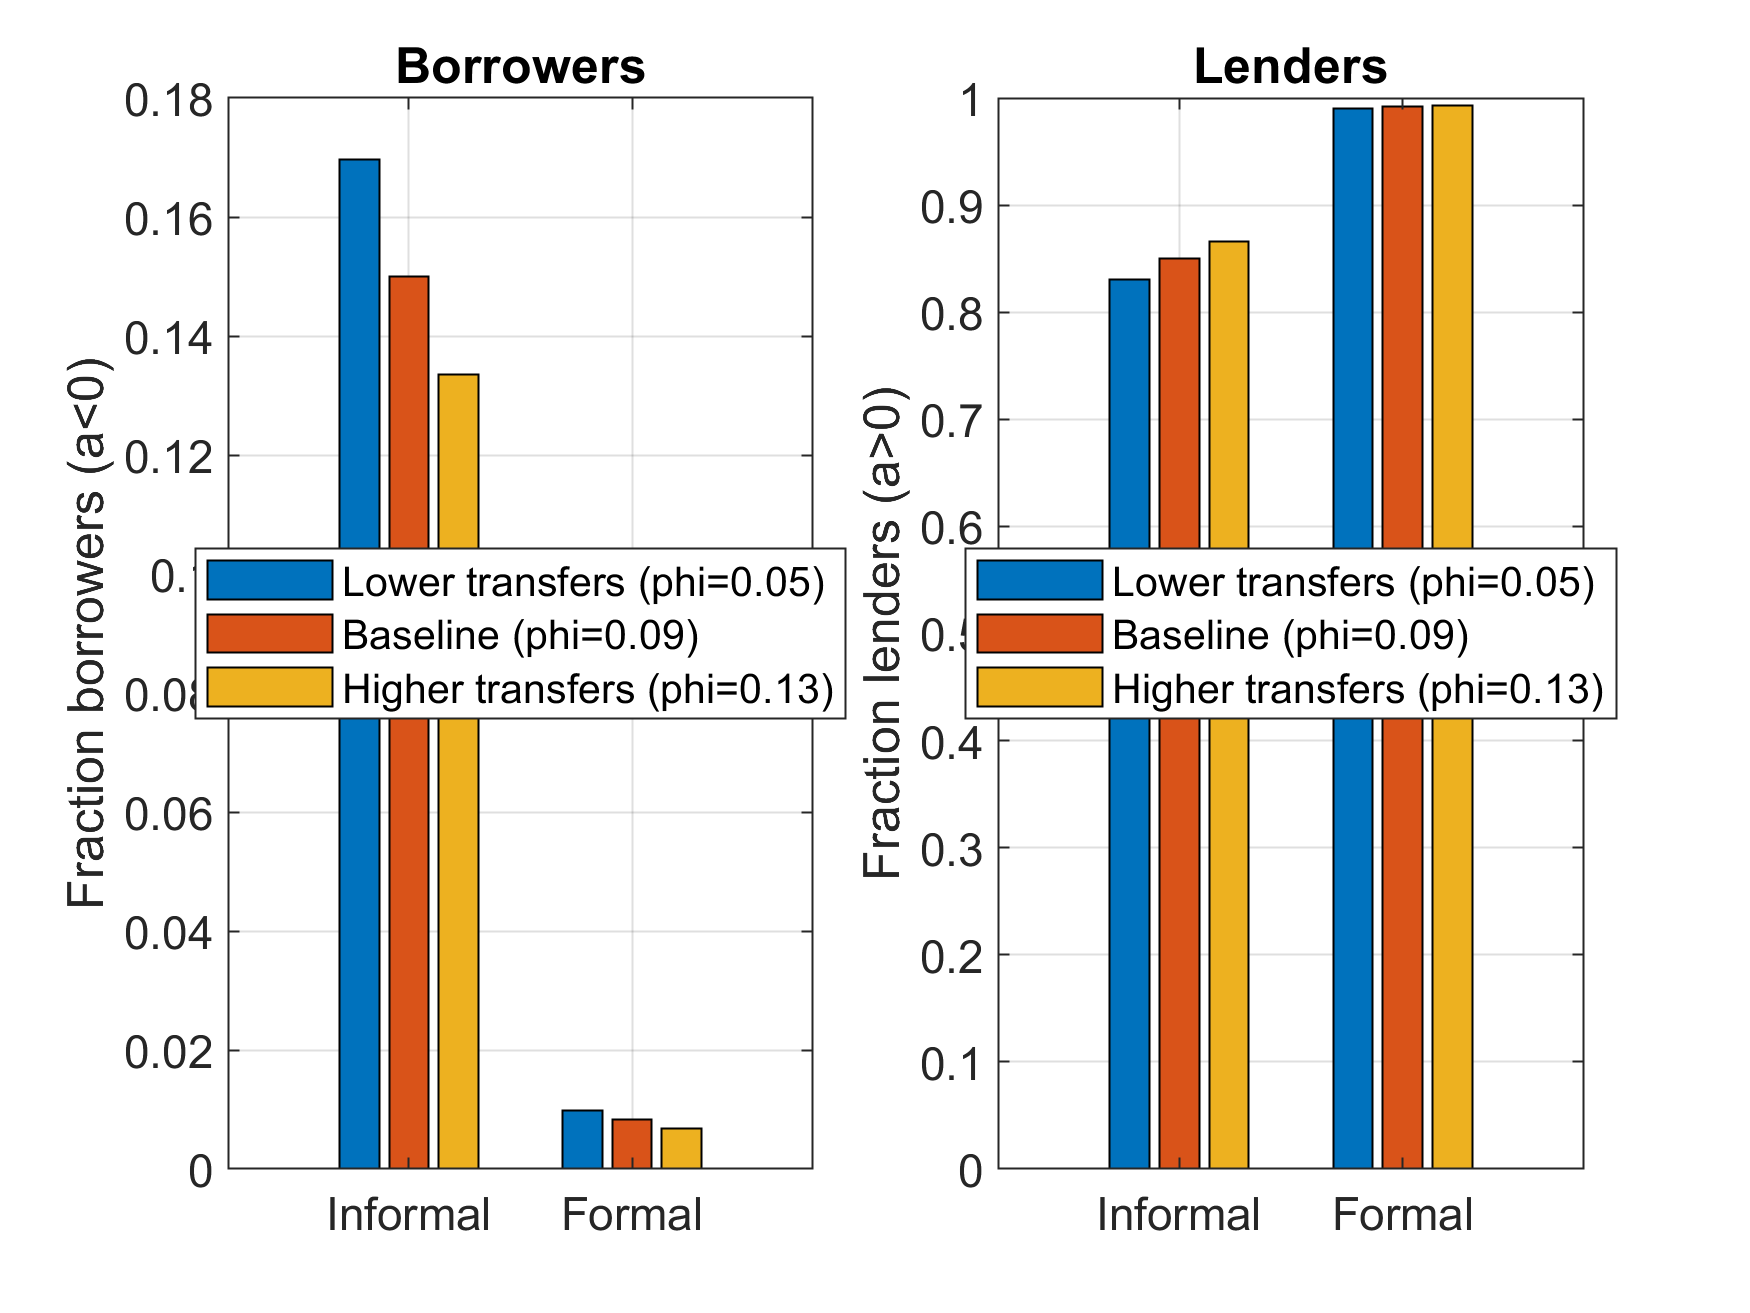 Borrowers
Fraction borrowers (a<0)
0.18
0.16
0.14
0.12
0.06
0.04
0.02
0
Informal Formal
Lower transfers (phi=0.05)
Baseline (phi=0.09)
Higher transfers (phi=0.13)
Lenders
Fraction lenders (a>0)
1
0.9
0.8
0.7
0.6
0.4
0.3
0.2
0.1
0
Informal Formal
Lower transfers (phi=0.05)
Baseline (phi=0.09)
Higher transfers (phi=0.13)